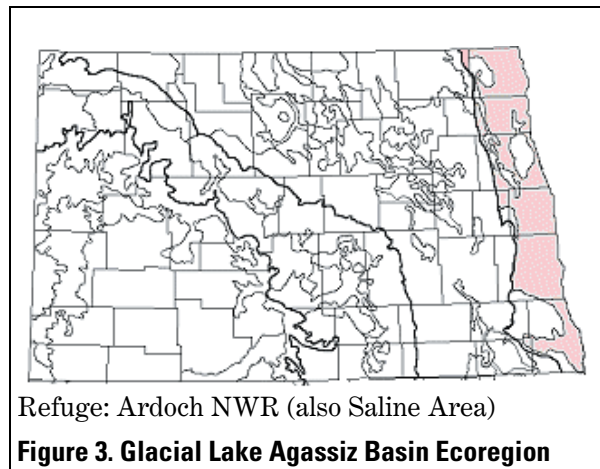 Refuge: Ardoch NWR (also Saline Area)
Figure 3. Glacial Lake Agassiz Basin Ecoregion